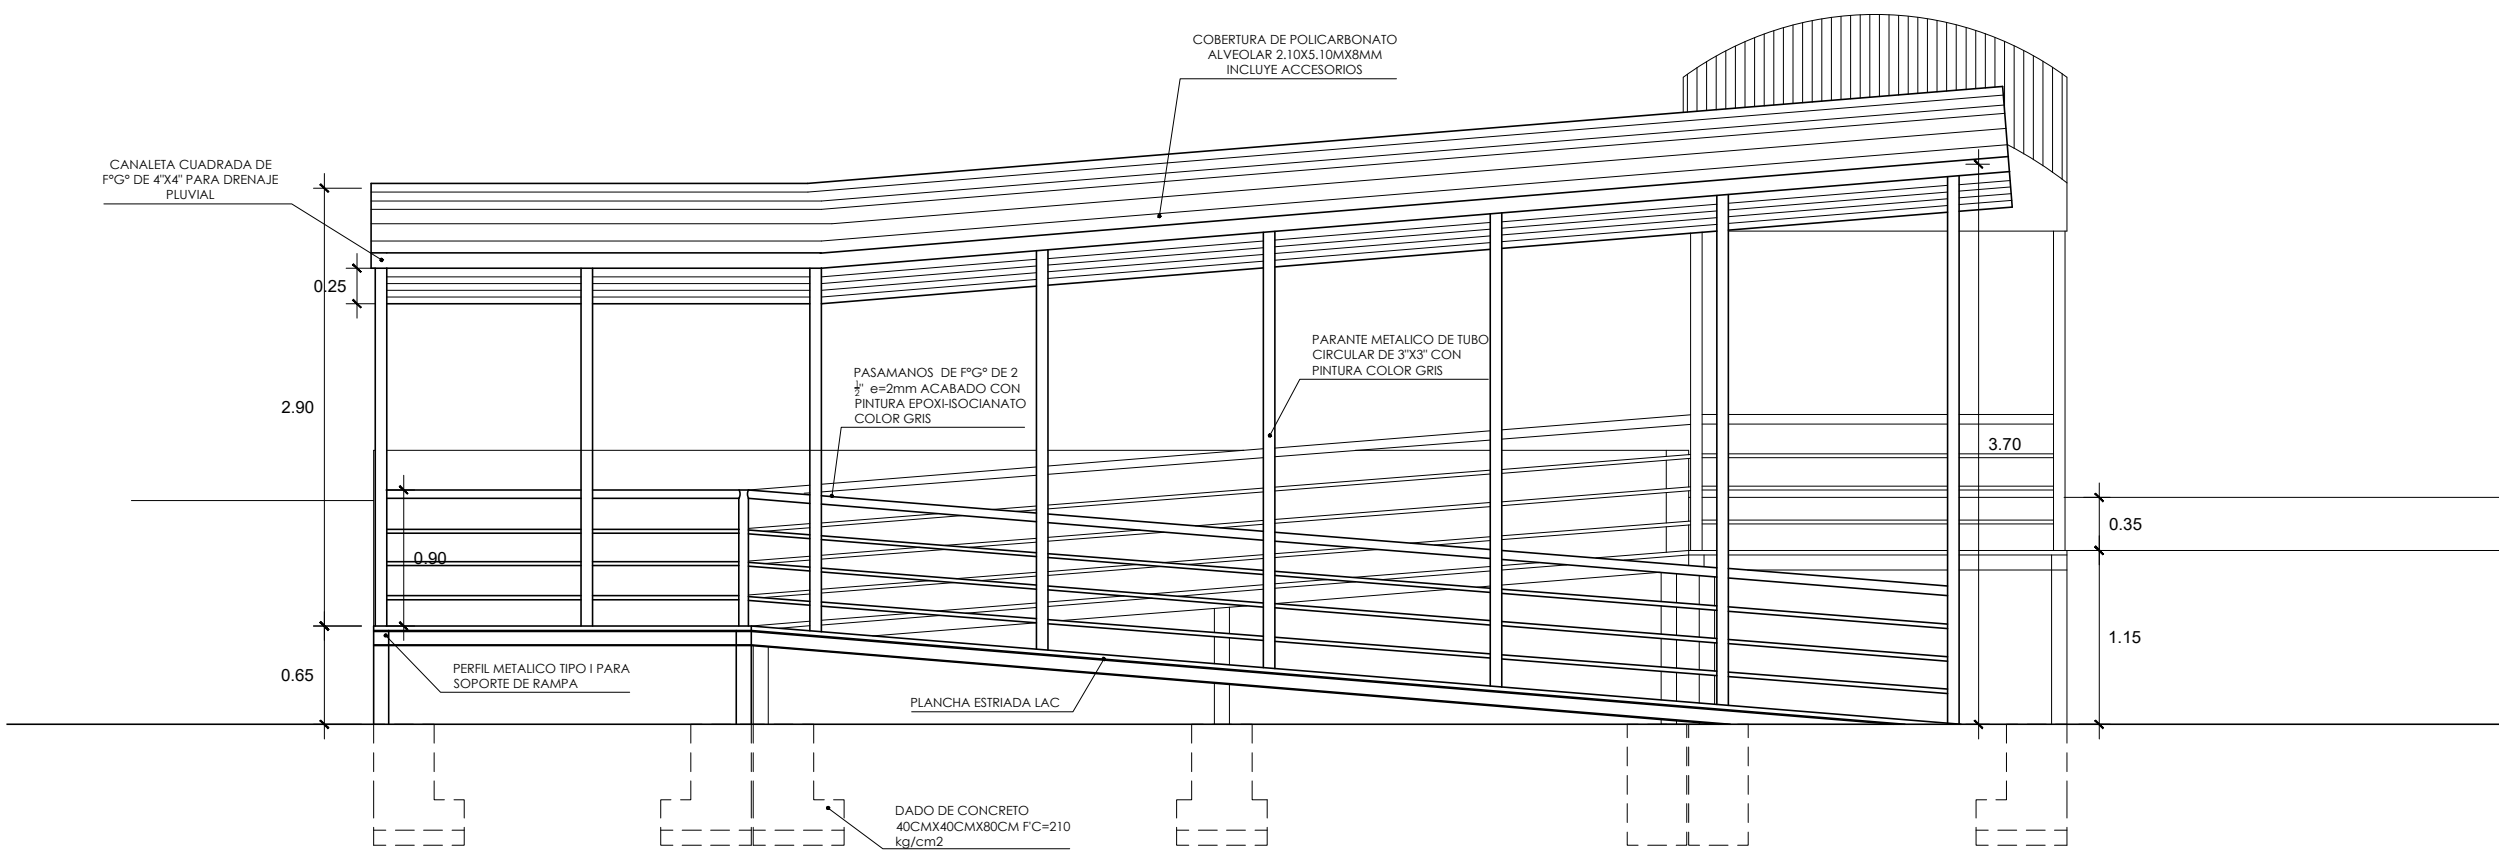 COBERTURA DE POLICARBONATO
ALVEOLAR 2.10X5.10MX8MM
INCLUYE ACCESORIOS
CANALETA CUADRADA DE
FºGº DE 4"X4" PARA DRENAJE
PLUVIAL
0.25
PARANTE METALICO DE TUBO
CIRCULAR DE 3"X3" CON
PINTURA COLOR GRIS
PASAMANOS DE FºGº DE 2
½" e=2mm ACABADO CON
PINTURA EPOXI-ISOCIANATO
COLOR GRIS
2.90
3.70
0.35
0.90
1.15
0.65
PERFIL METALICO TIPO I PARA
SOPORTE DE RAMPA
PLANCHA ESTRIADA LAC
DADO DE CONCRETO
40CMX40CMX80CM F'C=210
kg/cm2